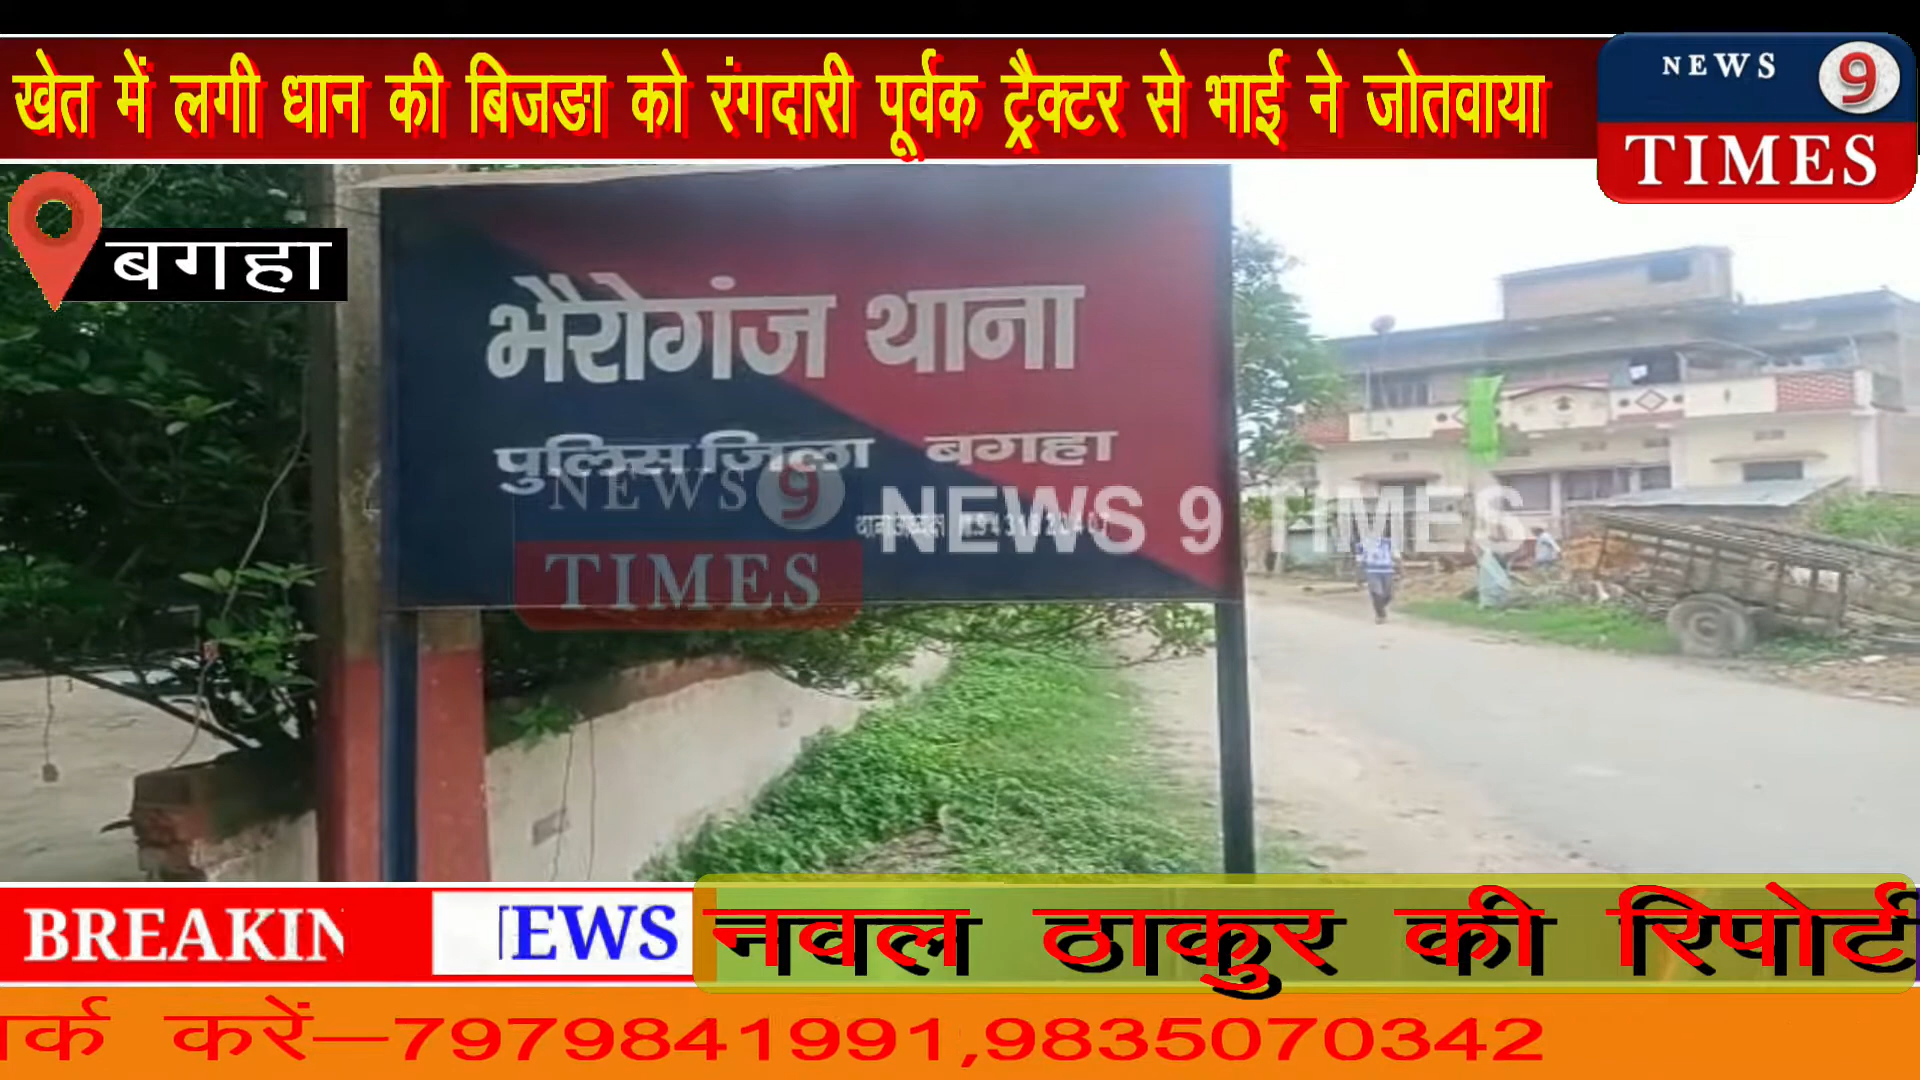 खेत में लगी धान की बिजङा को रंगदारी पूर्वक ट्रैक्टर से भाई ने जोतवाया
NEWS 9
TIMES
बगहा
भैरोगंज थाना
पुलिस जिला बगहा
NEWS 9
TIMES
NEWS 9 TIMES
BREAKIN EWS
नवल ठाकुर की रिपोर्ट
र्क करें–7979841991,9835070342